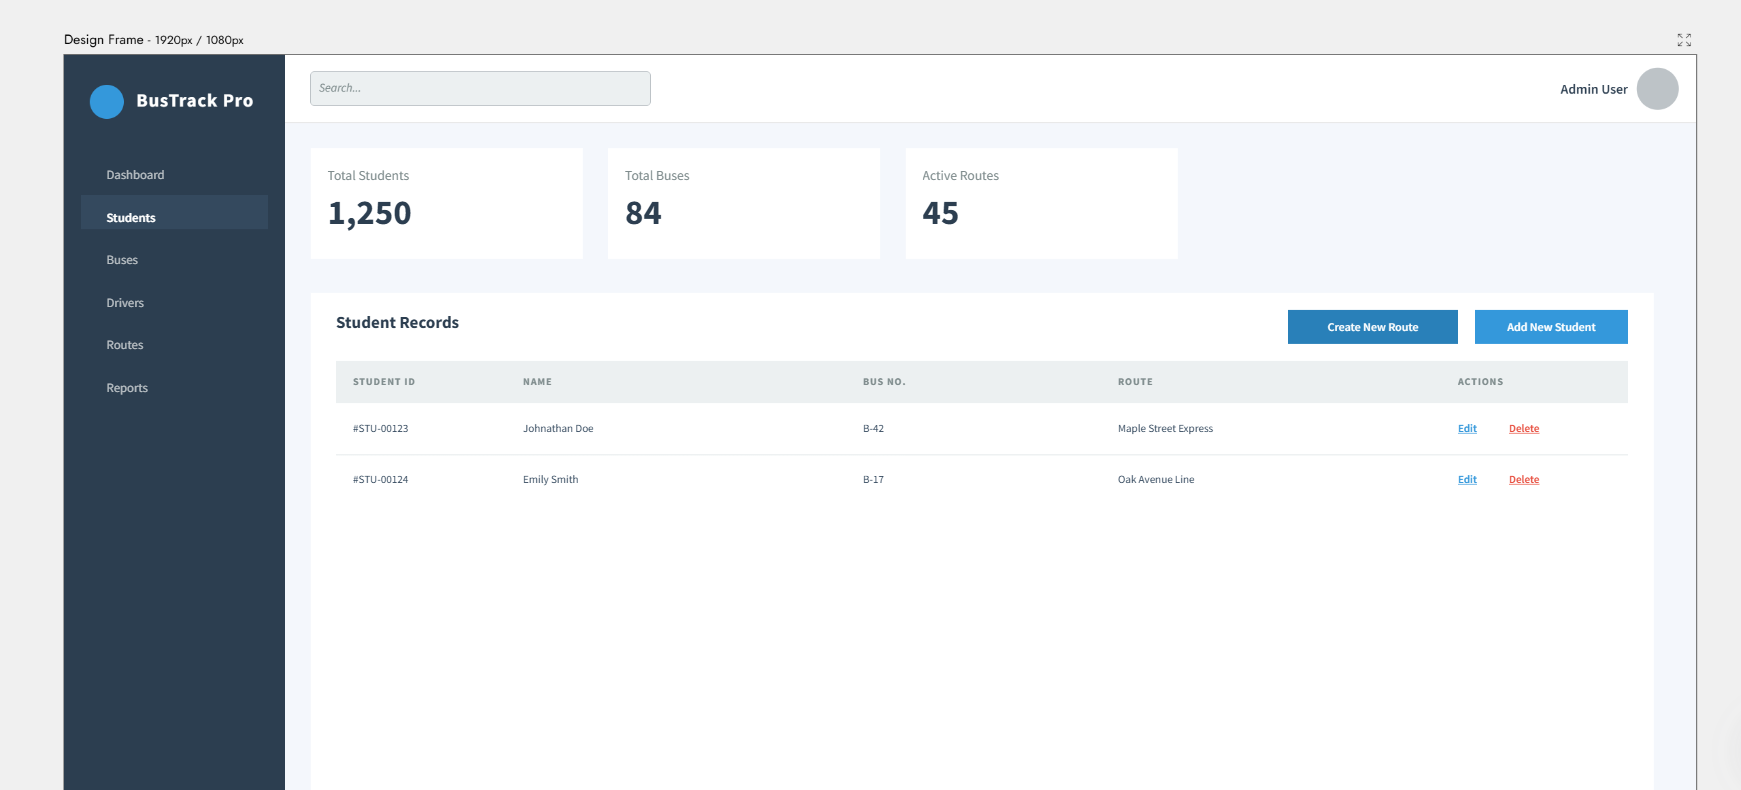 Design Frame - 1920px / 1080px
BusTrack Pro
Search...
Admin User
Dashboard
Students
Buses
Drivers
Routes
Reports
Total Students
1,250
Total Buses
84
Active Routes
45
Student Records
Create New Route
Add New Student
STUDENT ID NAME BUS NO. ROUTE ACTIONS
#STU-00123 Johnathan Doe B-42 Maple Street Express Edit Delete
#STU-00124 Emily Smith B-17 Oak Avenue Line Edit Delete